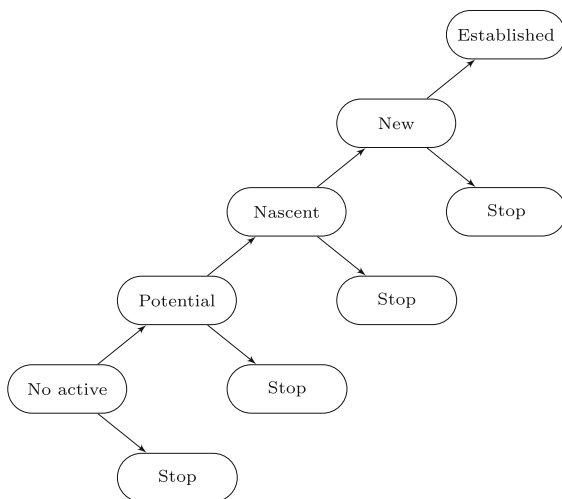 Established
New
Nascent
Stop
Potential
Stop
No active
Stop
Stop